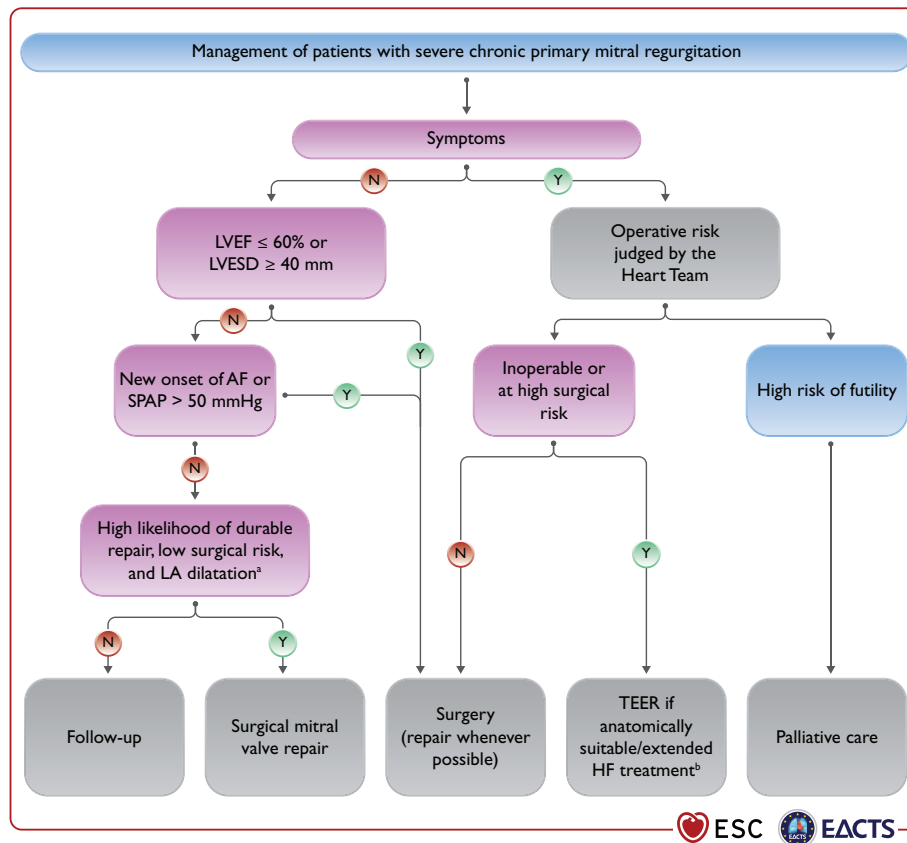 Management of patients with severe chronic primary mitral regurgitation
Symptoms
N
Y
LVEF ≤ 60% or
LVESD ≥ 40 mm
Operative risk
judged by the
Heart Team
N
Y
New onset of AF or
SPAP > 50 mmHg
Y
Inoperable or
at high surgical
risk
High risk of futility
N
High likelihood of durable
repair, low surgical risk,
and LA dilatationᵃ
N
Y
N
Y
Follow-up
Surgical mitral
valve repair
Surgery
(repair whenever
possible)
TEER if
anatomically
suitable/extended
HF treatmentᵇ
Palliative care
ESC
EACTS